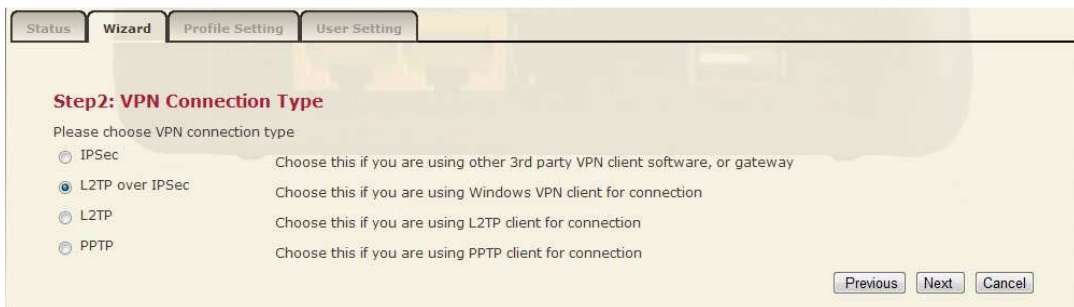 Status Wizard Profile Setting User Setting
Step2: VPN Connection Type
Please choose VPN connection type
IPSec Choose this if you are using other 3rd party VPN client software, or gateway
L2TP over IPSec Choose this if you are using Windows VPN client for connection
L2TP Choose this if you are using L2TP client for connection
PPTP Choose this if you are using PPTP client for connection
Previous Next Cancel